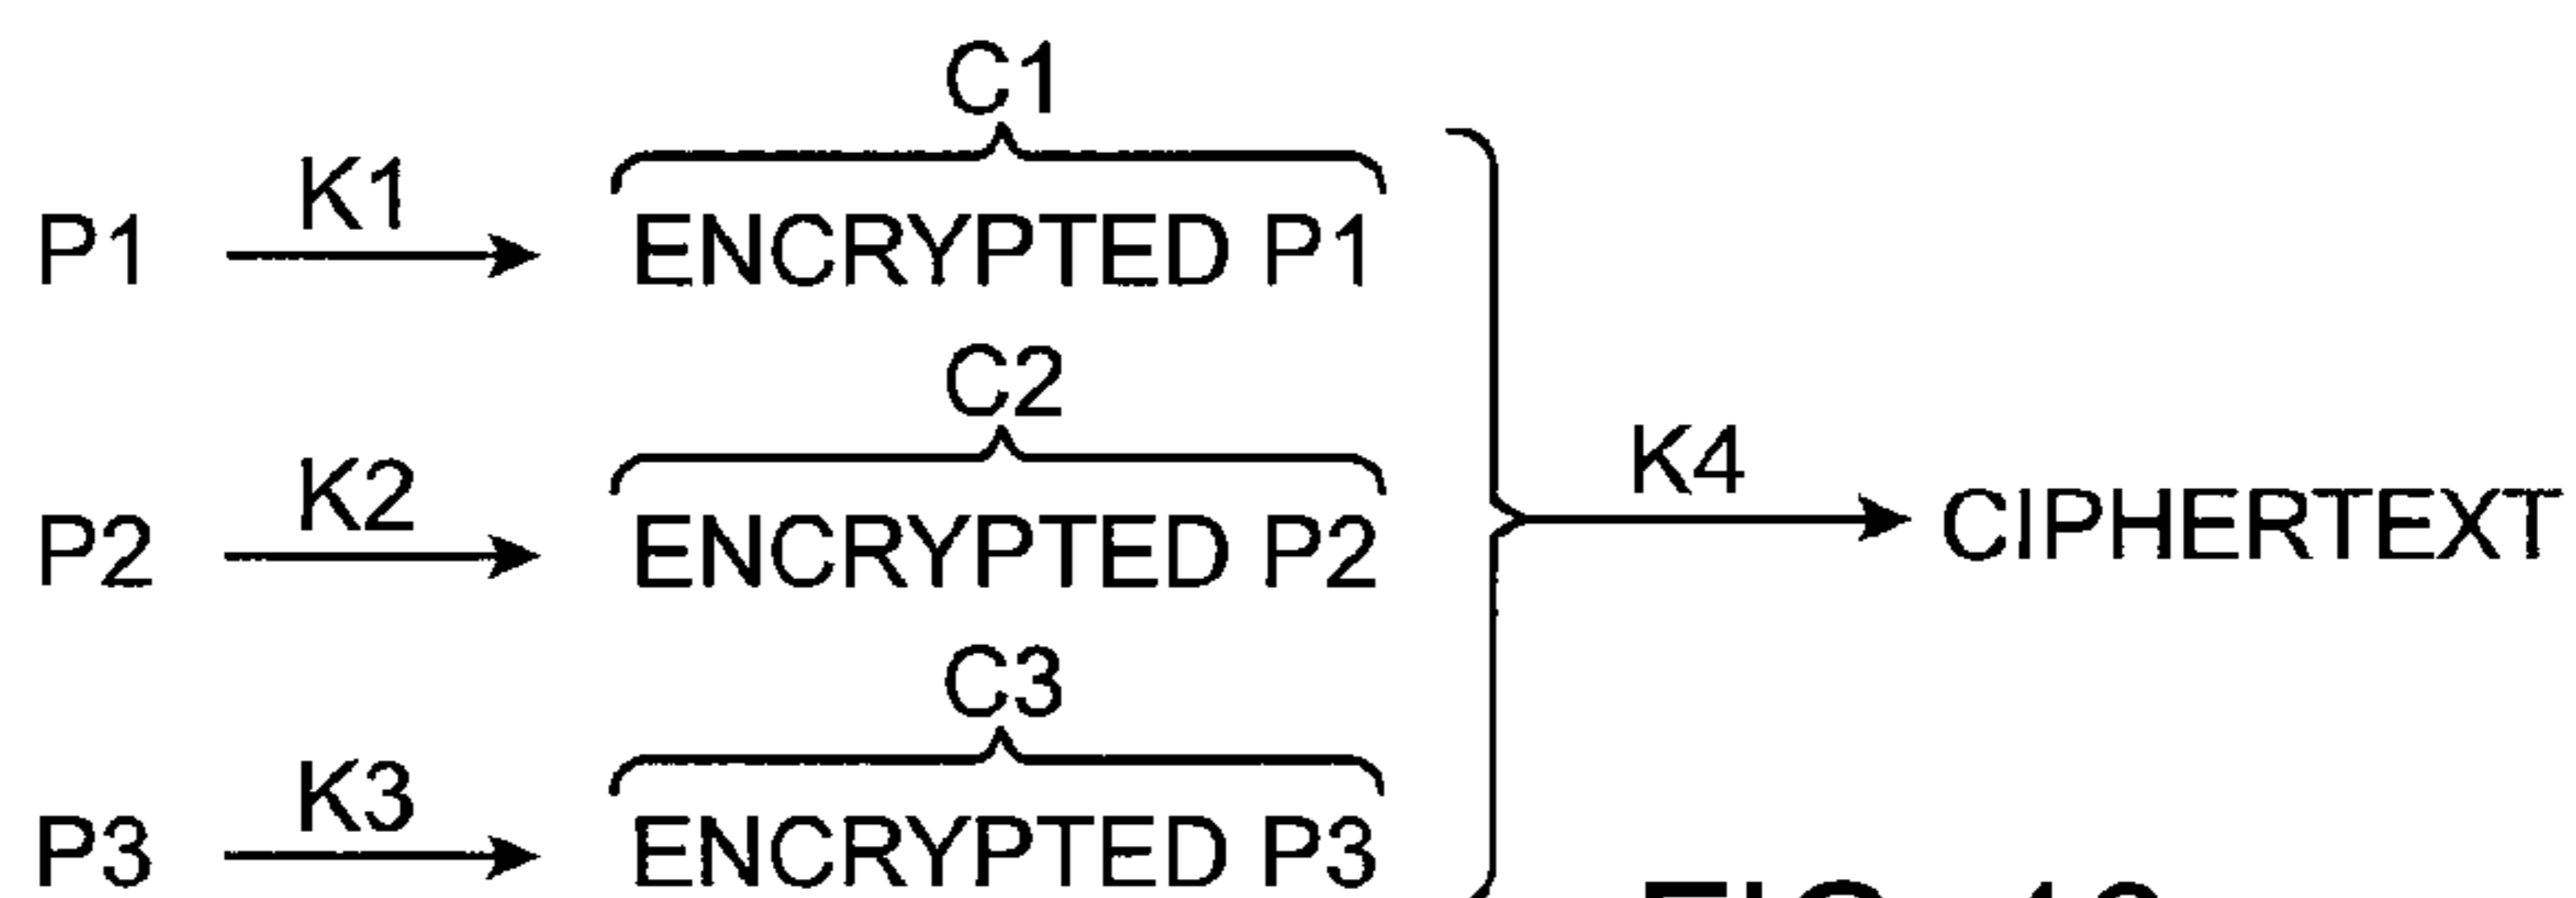 C1
P1 K1 ENCRYPTED P1
C2
P2 K2 ENCRYPTED P2
K4 CIPHERTEXT
C3
P3 K3 ENCRYPTED P3